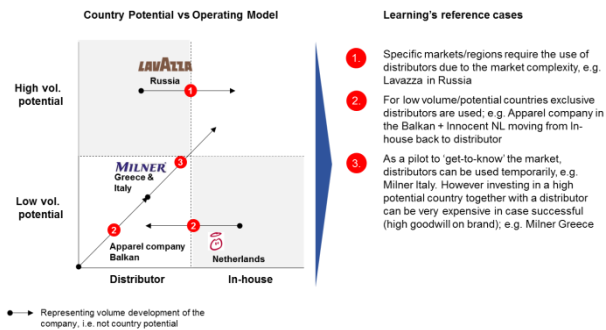 Country Potential vs Operating Model
LAVAZZA
Russia
High vol.
potential
1
MILNER
3
Greece &
Italy
Low vol.
potential
2
2
Apparel company
Balkan
Netherlands
Distributor
In-house
Representing volume development of the
company, i.e. not country potential
Learning's reference cases
1.
Specific markets/regions require the use of
distributors due to the market complexity, e.g.
Lavazza in Russia
2.
For low volume/potential countries exclusive
distributors are used; e.g. Apparel company in
the Balkan + Innocent NL moving from In-
house back to distributor
3.
As a pilot to 'get-to-know' the market,
distributors can be used temporarily, e.g.
Milner Italy. However investing in a high
potential country together with a distributor
can be very expensive in case successful
(high goodwill on brand); e.g. Milner Greece